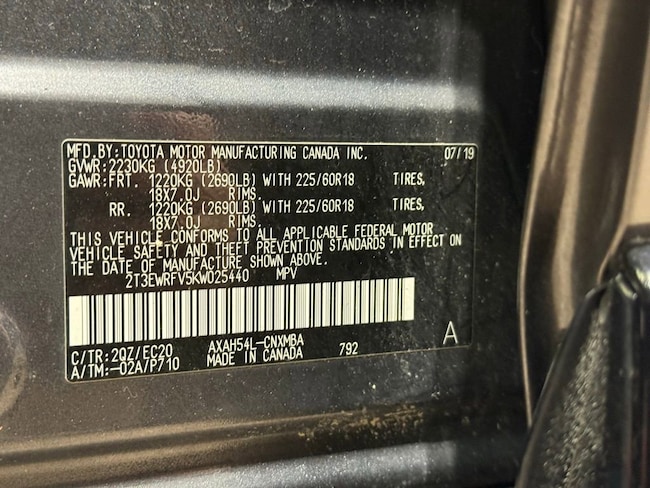 MFD.BY:TOYOTA MOTOR MANUFACTURING CANADA INC. 07/19
GVWR:2230KG (4920LB)
GAWR:FRT. 1220KG (2690LB) WITH 225/60R18 TIRES,
18X7.0J RIMS.
RR. 1220KG (2690LB) WITH 225/60R18 TIRES,
18X7.0J RIMS.
THIS VEHICLE CONFORMS TO ALL APPLICABLE FEDERAL MOTOR
VEHICLE SAFETY AND THEFT PREVENTION STANDARDS IN EFFECT ON
THE DATE OF MANUFACTURE SHOWN ABOVE.
2T3EWRFV5KW025440 MPV
C/TR:2QZ/EC20 AXAH54L-CNXMBA
A/TM:-02A/P710 MADE IN CANADA 792 A